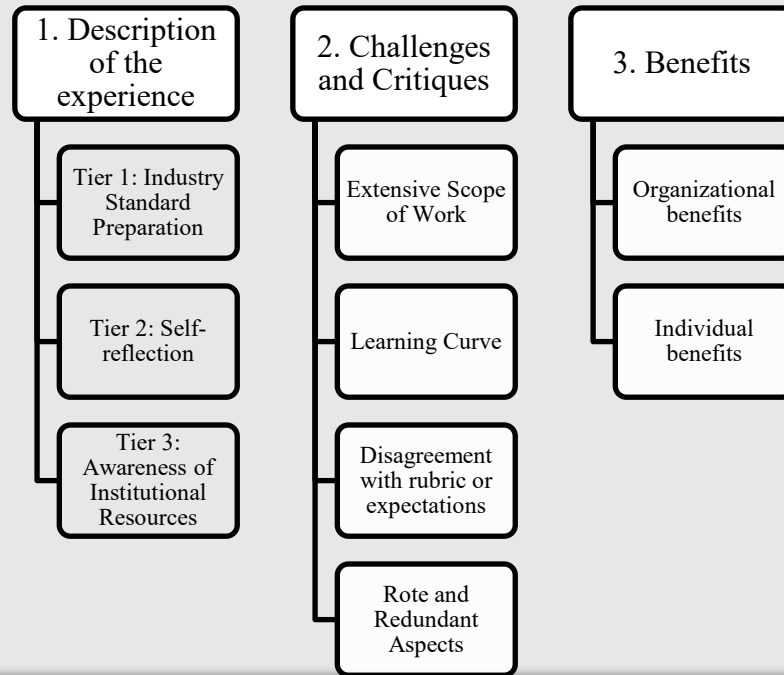 1. Description
of the
experience
Tier 1: Industry
Standard
Preparation
Tier 2: Self-
reflection
Tier 3:
Awareness of
Institutional
Resources
2. Challenges
and Critiques
Extensive Scope
of Work
Learning Curve
Disagreement
with rubric or
expectations
Rote and
Redundant
Aspects
3. Benefits
Organizational
benefits
Individual
benefits